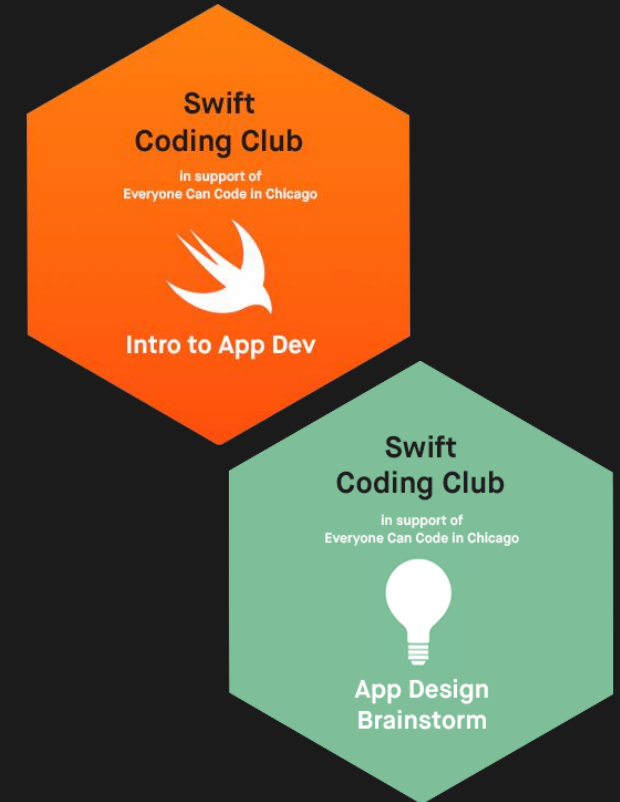 Swift
Coding Club
in support of
Everyone Can Code in Chicago
Intro to App Dev
Swift
Coding Club
in support of
Everyone Can Code in Chicago
App Design
Brainstorm